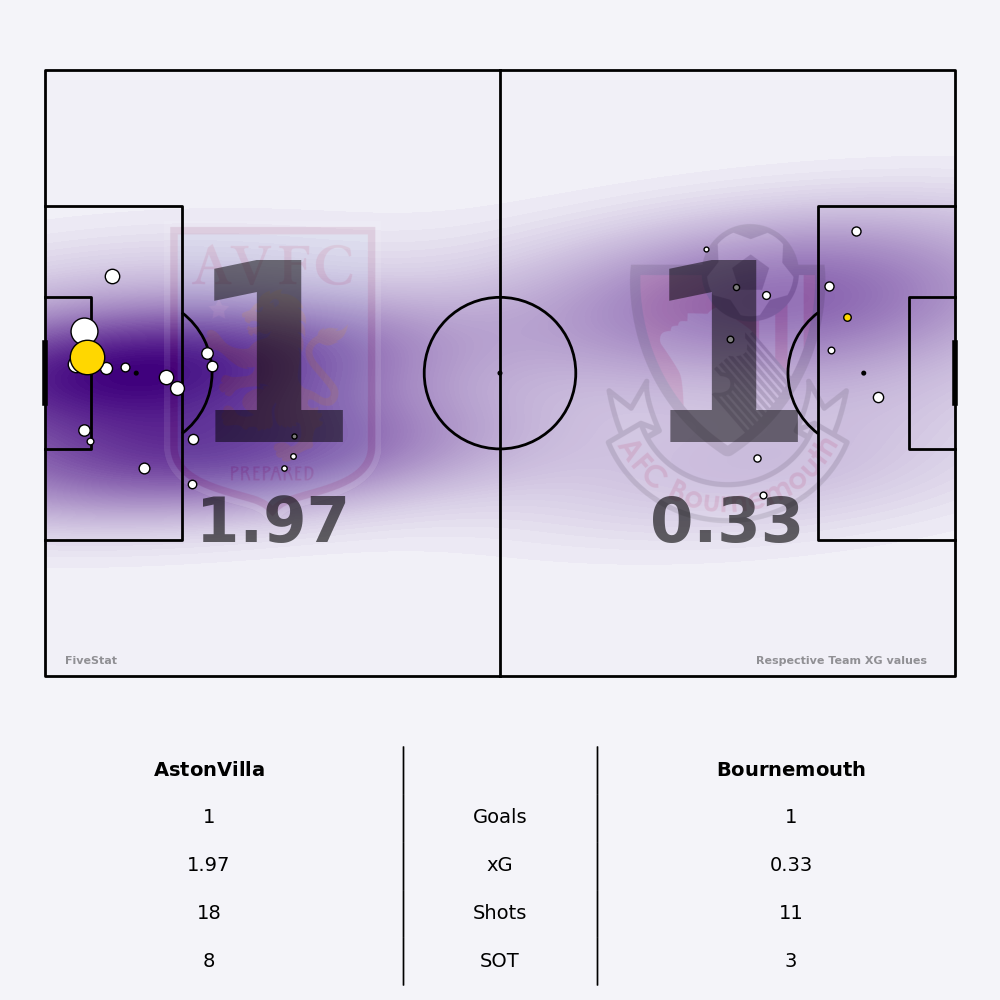 AVFC
1
1
PREPARED
AFC Bournemouth
1.97
0.33
FiveStat
Respective Team XG values
AstonVilla
Bournemouth
1
Goals
1
1.97
xG
0.33
18
Shots
11
8
SOT
3